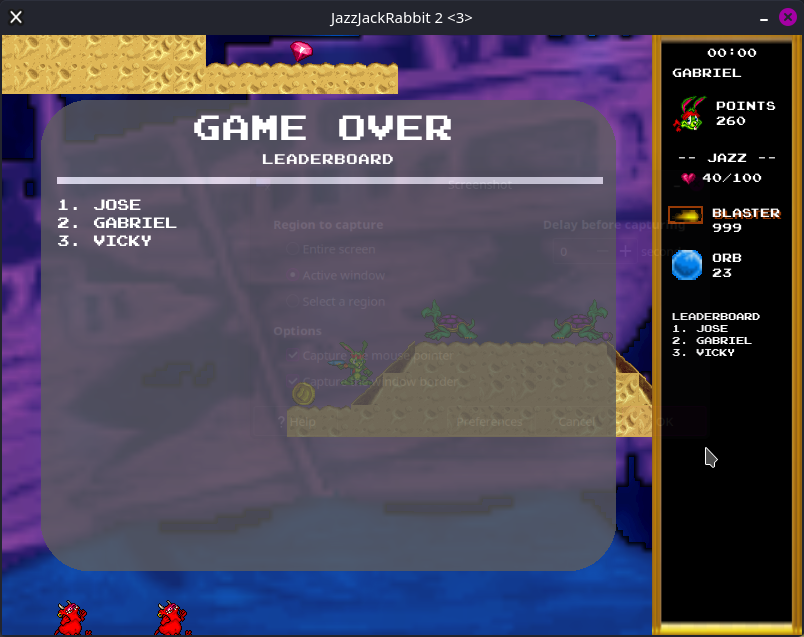 JazzJackRabbit 2 <3>
GAME OVER
LEADERBOARD
1. JOSE
2. GABRIEL
3. VICKY
Screenshot
Region to capture
Entire screen
Active window
Select a region
Delay before capturing
0 − + seconds
Options
Capture the mouse pointer
Capture the window border
? Help
Preferences
Cancel
OK
00:00
GABRIEL
POINTS
260
-- JAZZ --
40/100
BLASTER
999
ORB
23
LEADERBOARD
1. JOSE
2. GABRIEL
3. VICKY